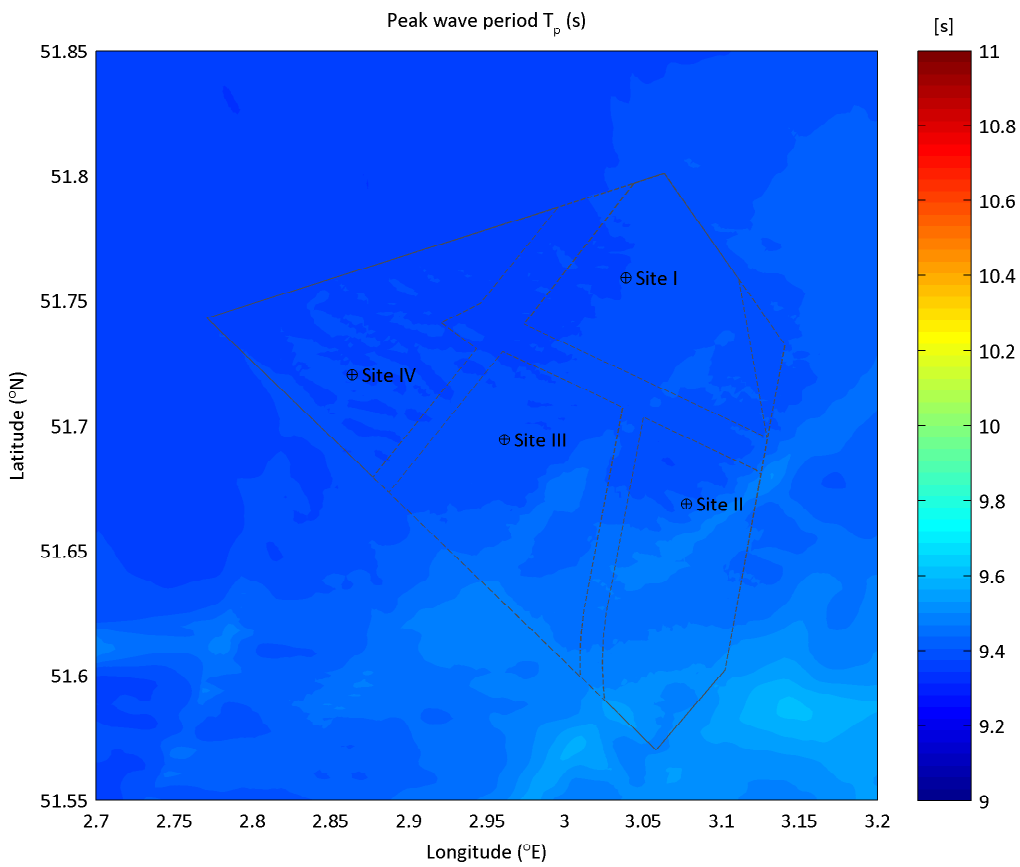 Peak wave period Tp (s)
[s]
51.85
51.8
51.75
51.7
51.65
51.6
51.55
Latitude (°N)
Site I
Site IV
Site III
Site II
2.7 2.75 2.8 2.85 2.9 2.95 3 3.05 3.1 3.15 3.2
Longitude (°E)
11
10.8
10.6
10.4
10.2
10
9.8
9.6
9.4
9.2
9